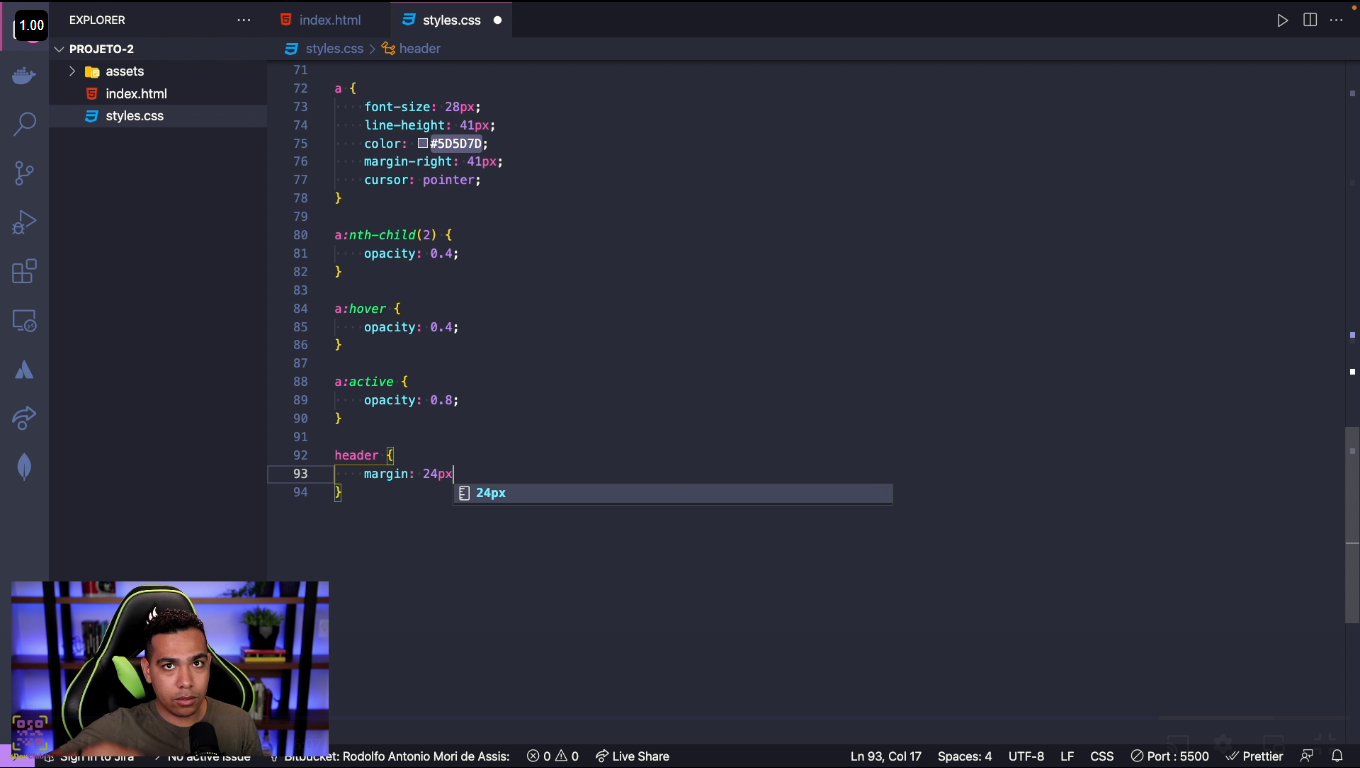 1.00
EXPLORER
index.html
styles.css
PROJETO-2
styles.css > header
assets
index.html
styles.css
71
72 a {
73 font-size: 28px;
74 line-height: 41px;
75 color: #5D5D7D;
76 margin-right: 41px;
77 cursor: pointer;
78 }
79
80 a:nth-child(2) {
81 opacity: 0.4;
82 }
83
84 a:hover {
85 opacity: 0.4;
86 }
87
88 a:active {
89 opacity: 0.8;
90 }
91
92 header {
93 margin: 24px
94 }
24px
Sign in to Jira No active issue Bitbucket: Rodolfo Antonio Mori de Assis: 0 0 Live Share Ln 93, Col 17 Spaces: 4 UTF-8 LF CSS Port : 5500 Prettier